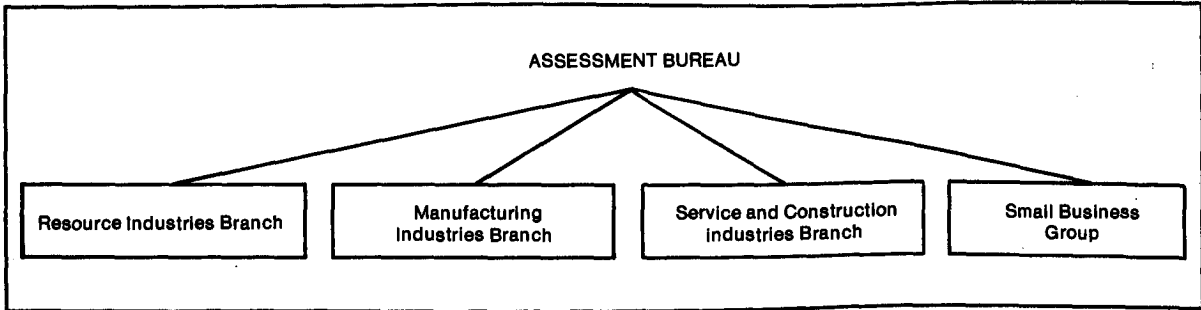 ASSESSMENT BUREAU
Resource Industries Branch
Manufacturing
Industries Branch
Service and Construction
Industries Branch
Small Business
Group